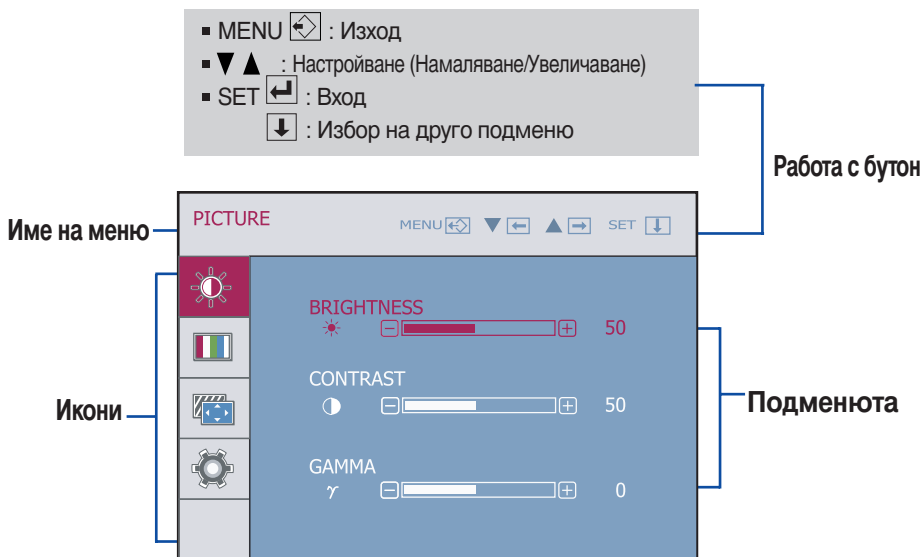 ▪ MENU : Изход
▪ ▼ ▲ : Настройване (Намаляване/Увеличаване)
▪ SET : Вход
: Избор на друго подменю
Работа с бутон
Име на меню
PICTURE MENU ▼ ▲ SET
BRIGHTNESS
50
CONTRAST
50
Икони
Подменюта
GAMMA
γ 0